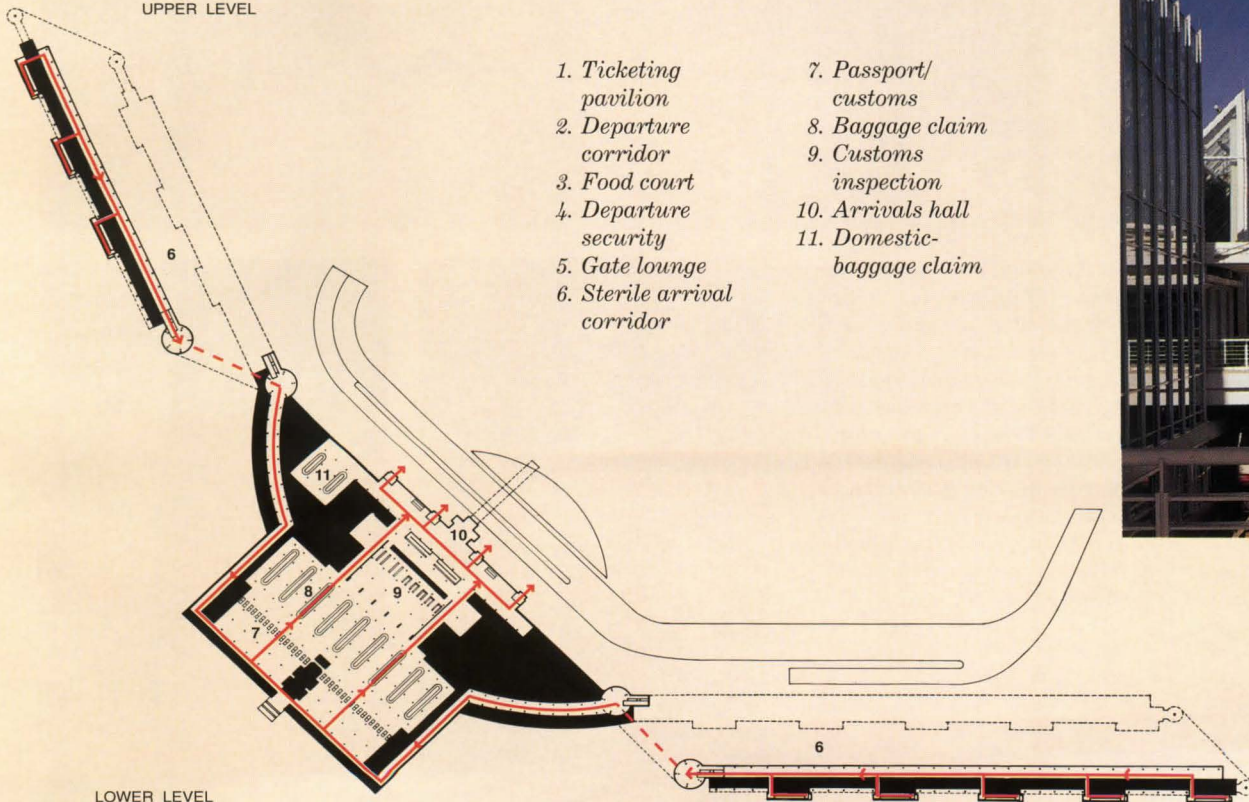 UPPER LEVEL
1. Ticketing
pavilion
2. Departure
corridor
3. Food court
4. Departure
security
5. Gate lounge
6. Sterile arrival
corridor
7. Passport/
customs
8. Baggage claim
9. Customs
inspection
10. Arrivals hall
11. Domestic-
baggage claim
6
11
10
8
9
7
6
LOWER LEVEL